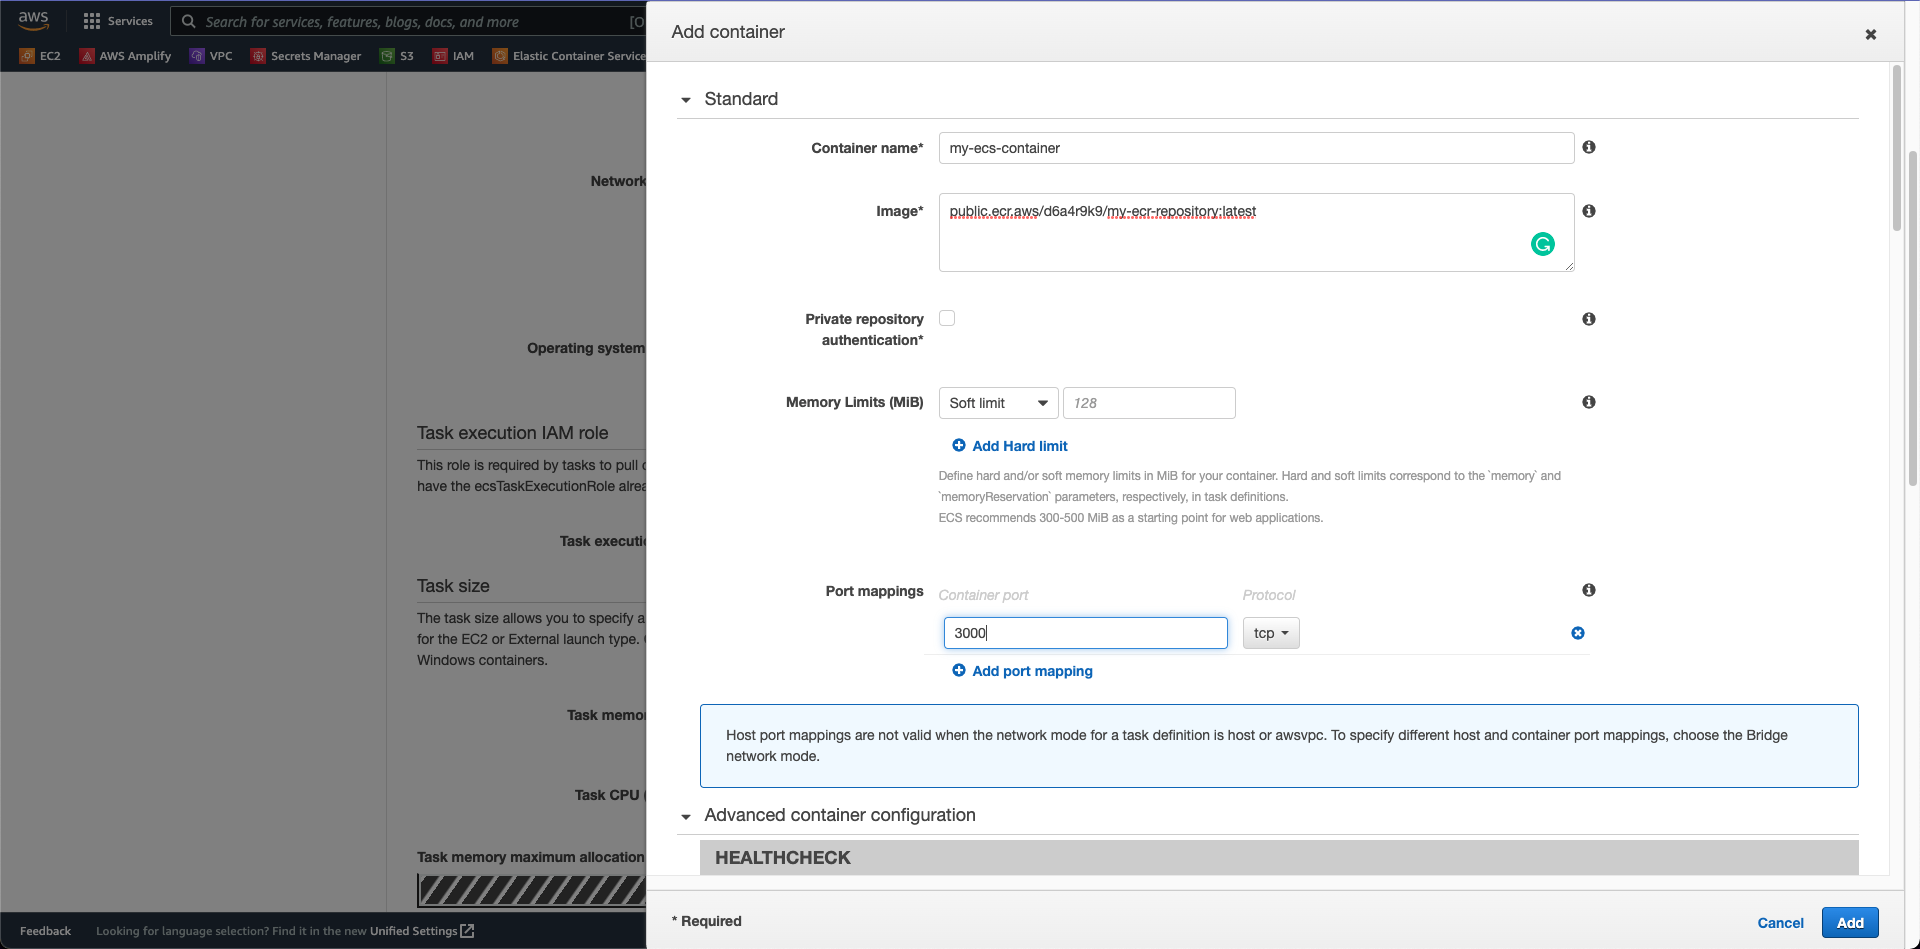 aws
Services
Search for services, features, blogs, docs, and more
[O
EC2
AWS Amplify
VPC
Secrets Manager
S3
IAM
Elastic Container Service
Network
Operating system
Task execution IAM role
This role is required by tasks to pull
have the ecsTaskExecutionRole alrea
Task executi
Task size
The task size allows you to specify a
for the EC2 or External launch type.
Windows containers.
Task memo
Task CPU (
Task memory maximum allocation
Feedback
Looking for language selection? Find it in the new Unified Settings
Add container
Standard
Container name*
my-ecs-container
Image*
public.ecr.aws/d6a4r9k9/my-ecr-repository:latest
Private repository
authentication*
Memory Limits (MiB)
Soft limit
128
Add Hard limit
Define hard and/or soft memory limits in MiB for your container. Hard and soft limits correspond to the `memory` and
`memoryReservation` parameters, respectively, in task definitions.
ECS recommends 300-500 MiB as a starting point for web applications.
Port mappings
Container port
Protocol
3000
tcp
Add port mapping
Host port mappings are not valid when the network mode for a task definition is host or awsvpc. To specify different host and container port mappings, choose the Bridge
network mode.
Advanced container configuration
HEALTHCHECK
* Required
Cancel
Add